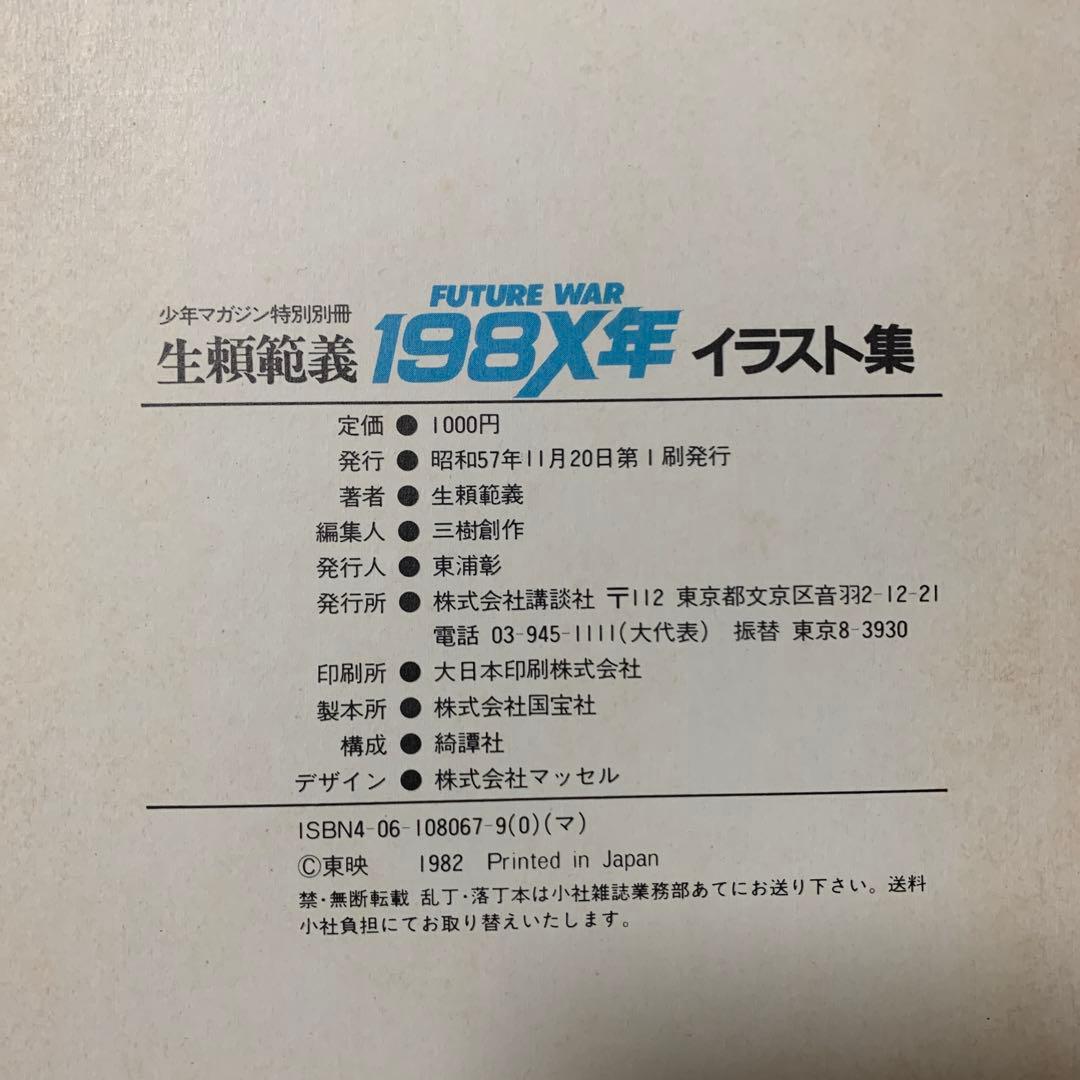 少年マガジン特別別冊
FUTURE WAR
生頼範義 198X年 イラスト集
定価 ● 1000円
発行 ● 昭和57年11月20日第1刷発行
著者 ● 生頼範義
編集人 ● 三樹創作
発行人 ● 東浦彰
発行所 ● 株式会社講談社 〒112 東京都文京区音羽2-12-21
電話 03-945-1111(大代表) 振替 東京8-3930
印刷所 ● 大日本印刷株式会社
製本所 ● 株式会社国宝社
構成 ● 綺譚社
デザイン ● 株式会社マッセル
ISBN4-06-108067-9(0)(マ)
©東映 1982 Printed in Japan
禁・無断転載 乱丁・落丁本は小社雑誌業務部あてにお送り下さい。送料
小社負担にてお取り替えいたします。